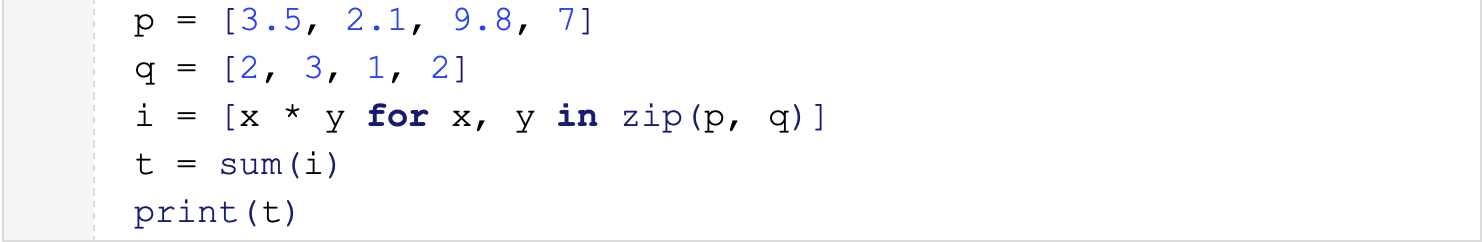 p = [3.5, 2.1, 9.8, 7]
q = [2, 3, 1, 2]
i = [x * y for x, y in zip(p, q)]
t = sum(i)
print(t)